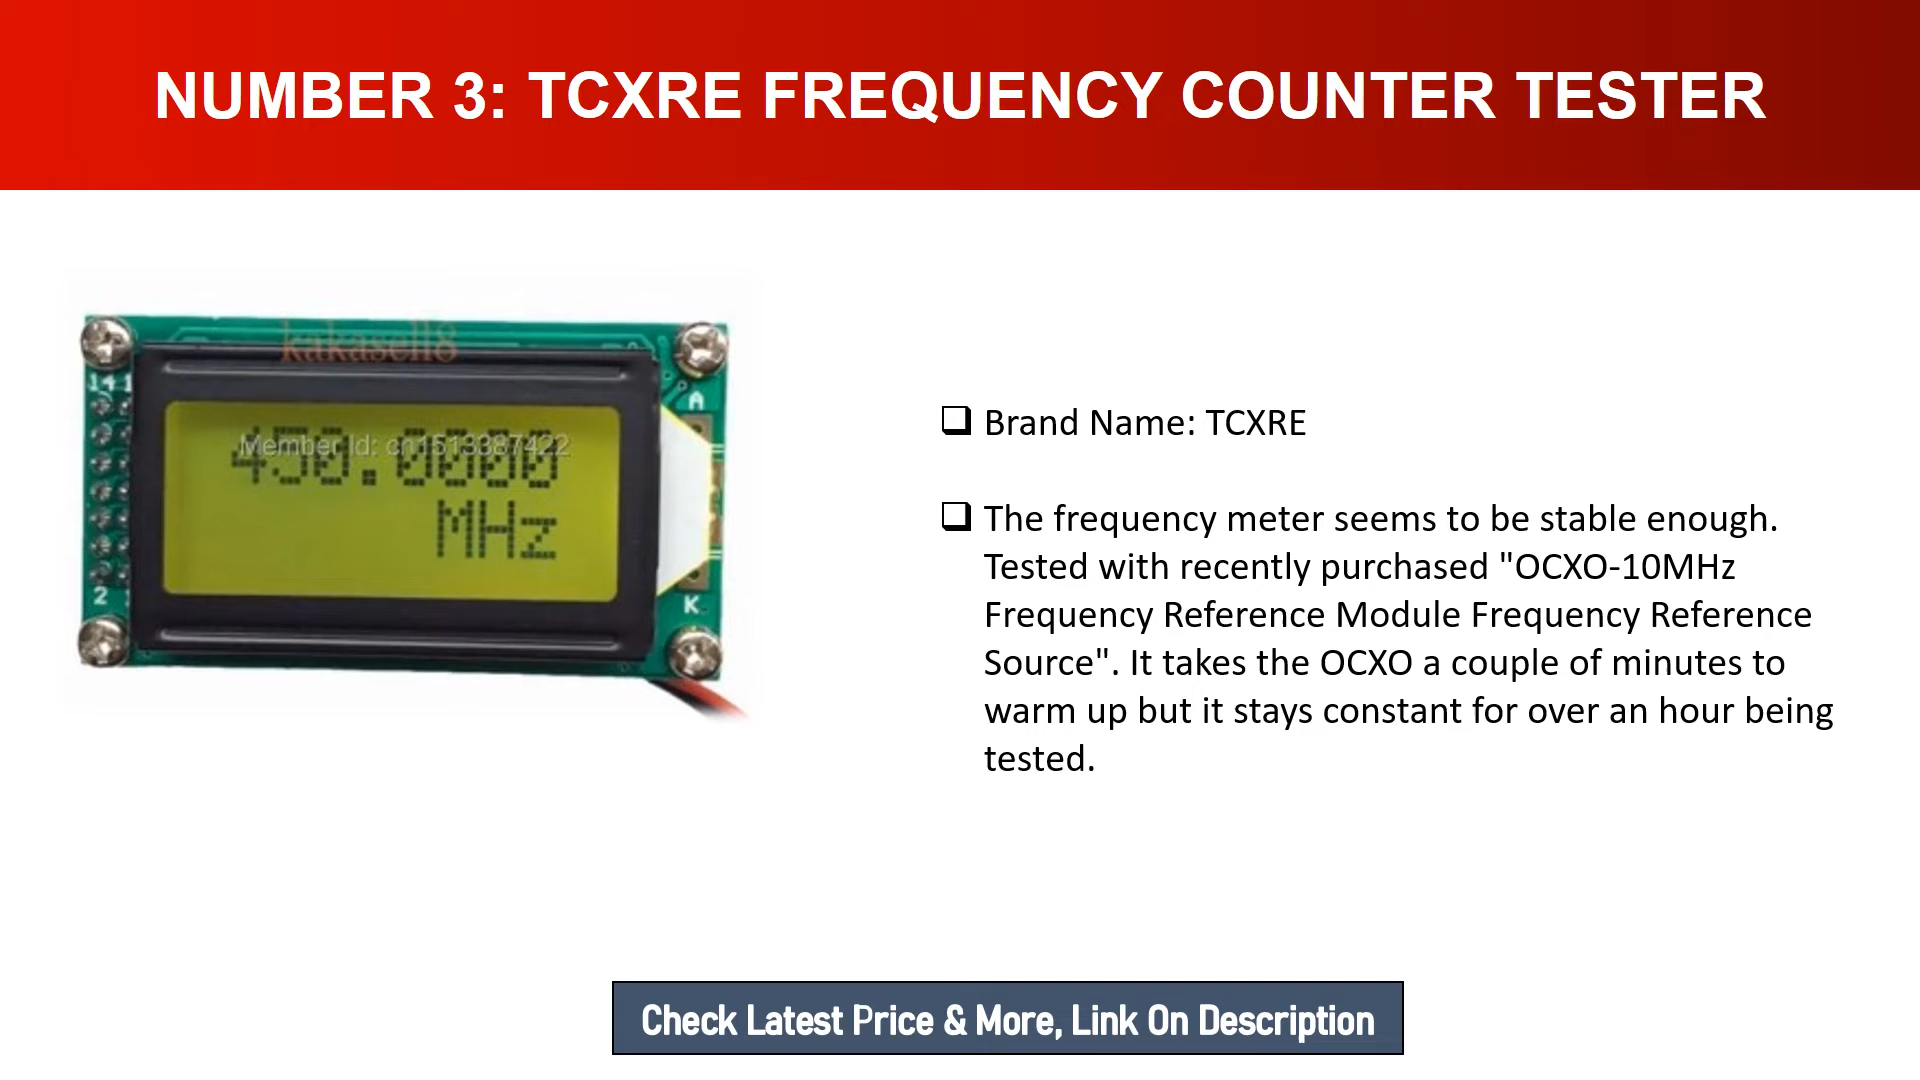 NUMBER 3: TCXRE FREQUENCY COUNTER TESTER
kakasell8
14 1
A
Member Id: cn1513387422
450.0000
MHz
2
K
❑ Brand Name: TCXRE
❑ The frequency meter seems to be stable enough.
Tested with recently purchased "OCXO-10MHz
Frequency Reference Module Frequency Reference
Source". It takes the OCXO a couple of minutes to
warm up but it stays constant for over an hour being
tested.
Check Latest Price & More, Link On Description